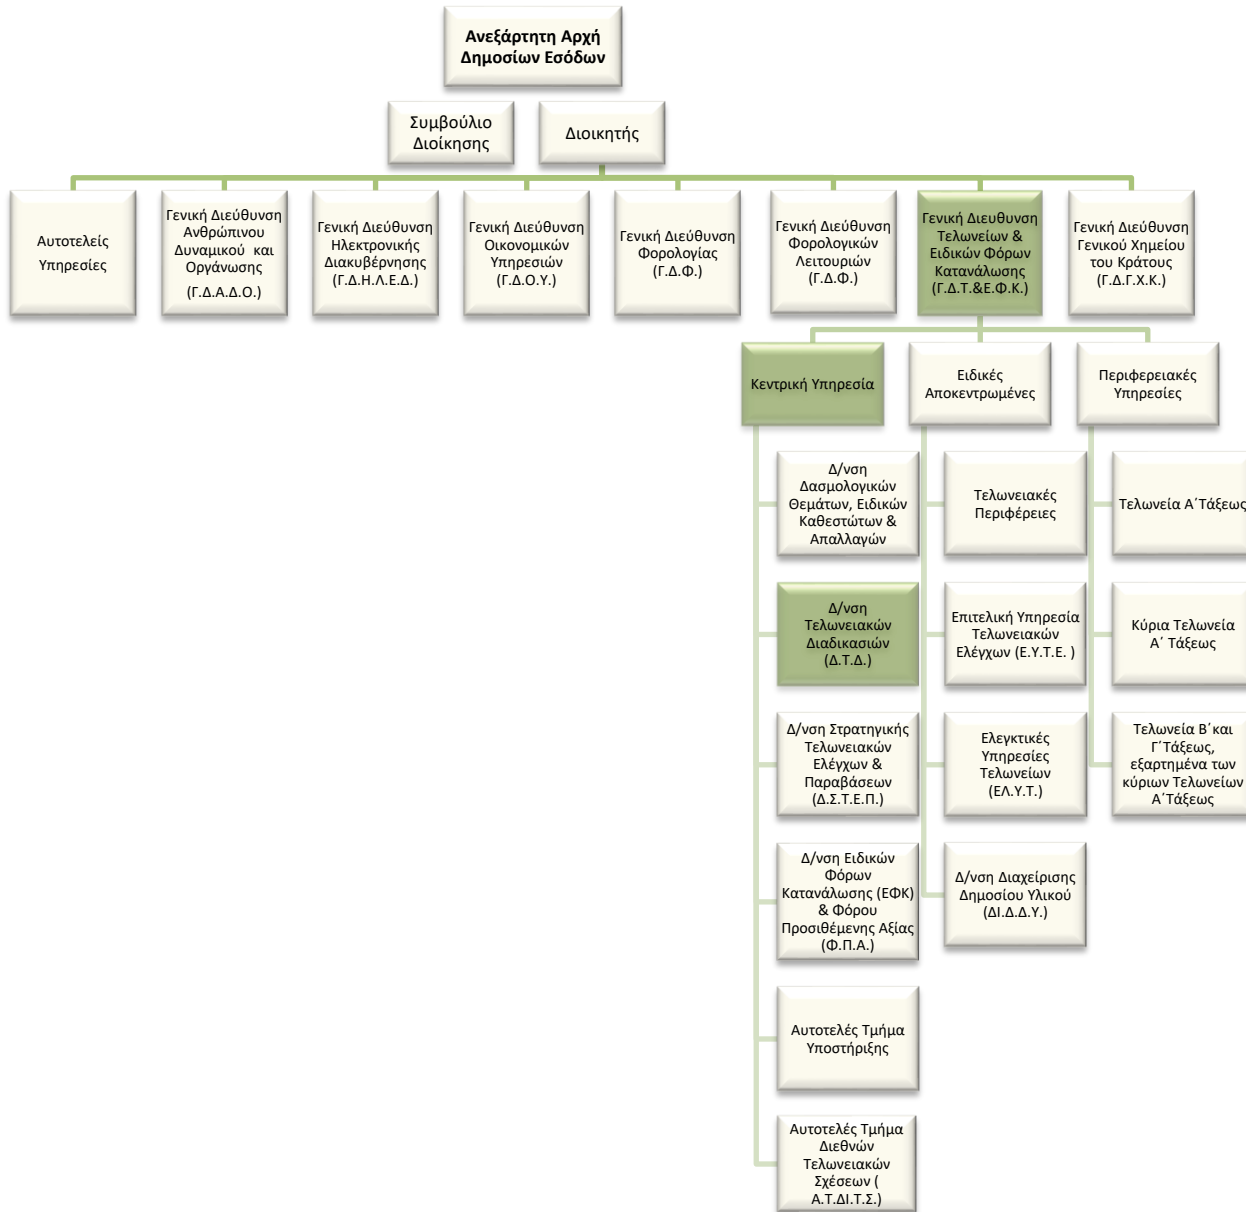 Ανεξάρτητη Αρχή
Δημοσίων Εσόδων
Συμβούλιο
Διοίκησης
Διοικητής
Αυτοτελείς
Υπηρεσίες
Γενική Διεύθυνση
Ανθρώπινου
Δυναμικού και
Οργάνωσης
(Γ.Δ.Α.Δ.Ο.)
Γενική Διεύθυνση
Ηλεκτρονικής
Διακυβέρνησης
(Γ.Δ.Η.Λ.Ε.Δ.)
Γενική Διεύθυνση
Οικονομικών
Υπηρεσιών
(Γ.Δ.Ο.Υ.)
Γενική Διεύθυνση
Φορολογίας
(Γ.Δ.Φ.)
Γενική Διεύθυνση
Φορολογικών
Λειτουριών
(Γ.Δ.Φ.)
Γενική Διευθυνση
Τελωνείων &
Ειδικών Φόρων
Κατανάλωσης
(Γ.Δ.Τ.&Ε.Φ.Κ.)
Γενική Διεύθυνση
Γενικού Χημείου
του Κράτους
(Γ.Δ.Γ.Χ.Κ.)
Κεντρική Υπηρεσία
Ειδικές
Αποκεντρωμένες
Περιφερειακές
Υπηρεσίες
Δ/νση
Δασμολογικών
Θεμάτων, Ειδικών
Καθεστώτων &
Απαλλαγών
Τελωνειακές
Περιφέρειες
Τελωνεία Α΄Τάξεως
Δ/νση
Τελωνειακών
Διαδικασιών
(Δ.Τ.Δ.)
Επιτελική Υπηρεσία
Τελωνειακών
Ελέγχων (Ε.Υ.Τ.Ε. )
Κύρια Τελωνεία
Α΄ Τάξεως
Δ/νση Στρατηγικής
Τελωνειακών
Ελέγχων &
Παραβάσεων
(Δ.Σ.Τ.Ε.Π.)
Ελεγκτικές
Υπηρεσίες
Τελωνείων
(ΕΛ.Υ.Τ.)
Τελωνεία Β΄και
Γ΄Τάξεως,
εξαρτημένα των
κύριων Τελωνείων
Α΄Τάξεως
Δ/νση Ειδικών
Φόρων
Κατανάλωσης (ΕΦΚ)
& Φόρου
Προσιθέμενης Αξίας
(Φ.Π.Α.)
Δ/νση Διαχείρισης
Δημοσίου Υλικού
(ΔΙ.Δ.Δ.Υ.)
Αυτοτελές Τμήμα
Υποστήριξης
Αυτοτελές Τμήμα
Διεθνών
Τελωνειακών
Σχέσεων (
Α.Τ.ΔΙ.Τ.Σ.)